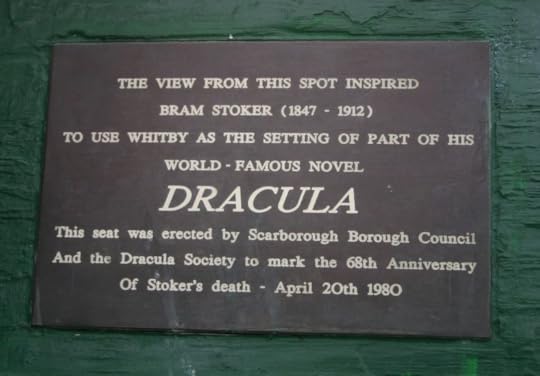 THE VIEW FROM THIS SPOT INSPIRED
BRAM STOKER (1847 - 1912)
TO USE WHITBY AS THE SETTING OF PART OF HIS
WORLD - FAMOUS NOVEL
DRACULA
This seat was erected by Scarborough Borough Council
And the Dracula Society to mark the 68th Anniversary
Of Stoker's death - April 20th 1980